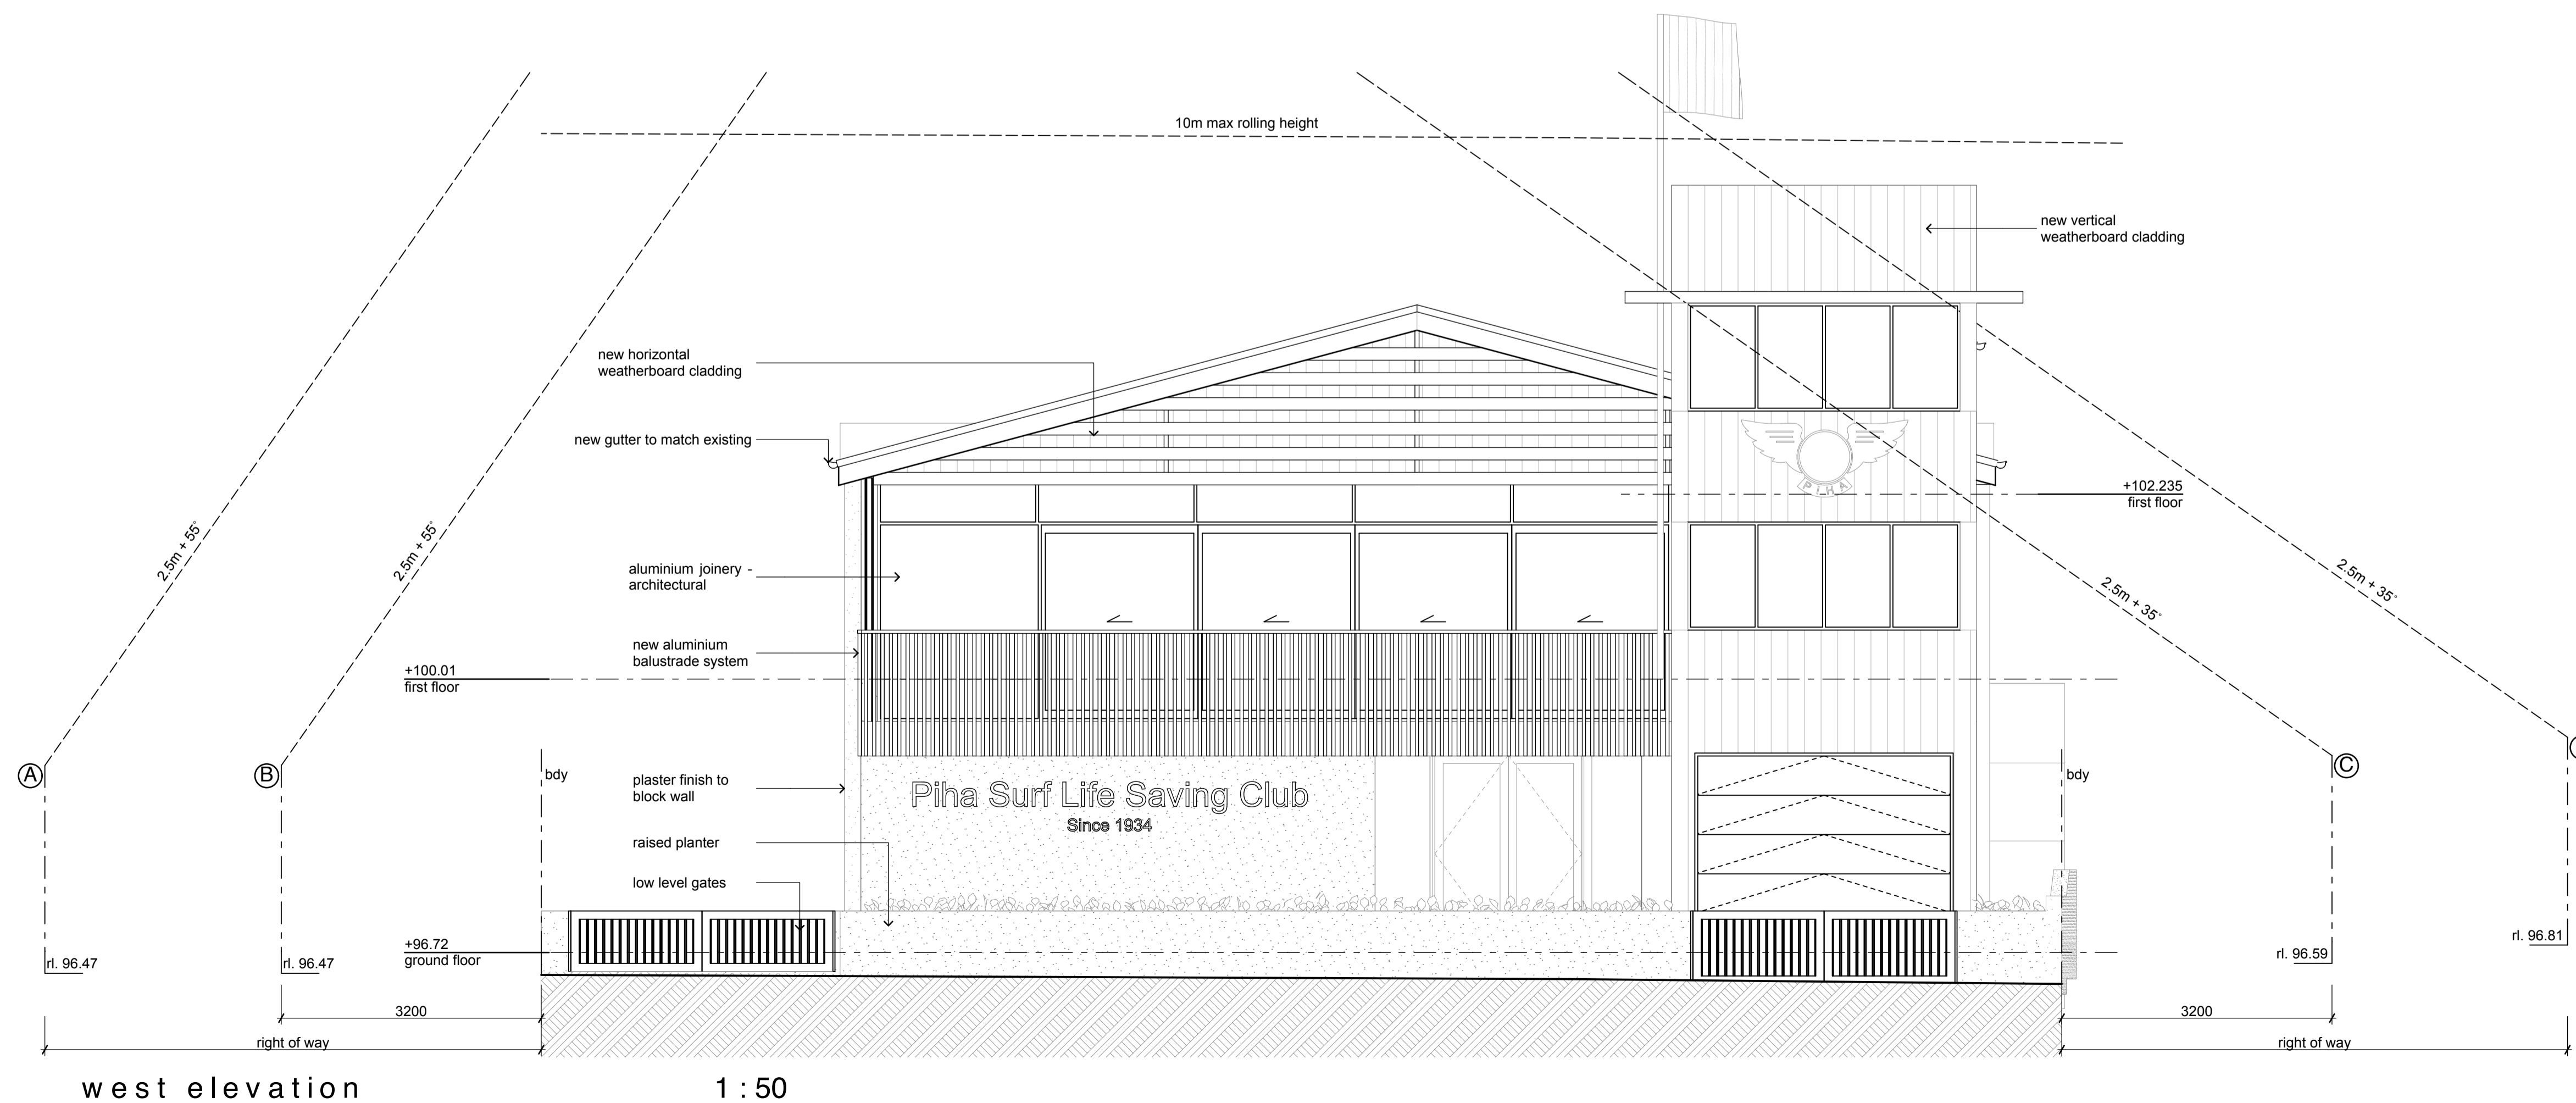 10m max rolling height
new vertical
weatherboard cladding
new horizontal
weatherboard cladding
new gutter to match existing
PIHA
+102.235
first floor
2.5m + 55°
2.5m + 55°
aluminium joinery -
architectural
2.5m + 35°
2.5m + 35°
new aluminium
balustrade system
+100.01
first floor
A
B
bdy
plaster finish to
block wall
Piha Surf Life Saving Club
Since 1934
bdy
C
raised planter
low level gates
+96.72
ground floor
rl. 96.47
rl. 96.47
rl. 96.59
rl. 96.81
3200
3200
right of way
right of way
west elevation
1 : 50